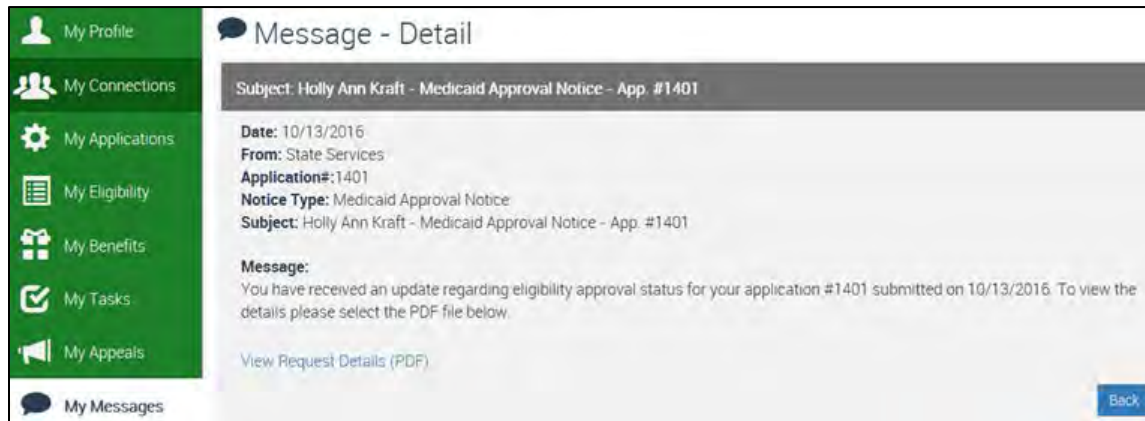 My Profile
My Connections
My Applications
My Eligibility
My Benefits
My Tasks
My Appeals
My Messages
Message - Detail
Subject: Holly Ann Kraft - Medicaid Approval Notice - App. #1401
Date: 10/13/2016
From: State Services
Application#:1401
Notice Type: Medicaid Approval Notice
Subject: Holly Ann Kraft - Medicaid Approval Notice - App. #1401
Message:
You have received an update regarding eligibility approval status for your application #1401 submitted on 10/13/2016. To view the
details please select the PDF file below.
View Request Details (PDF)
Back